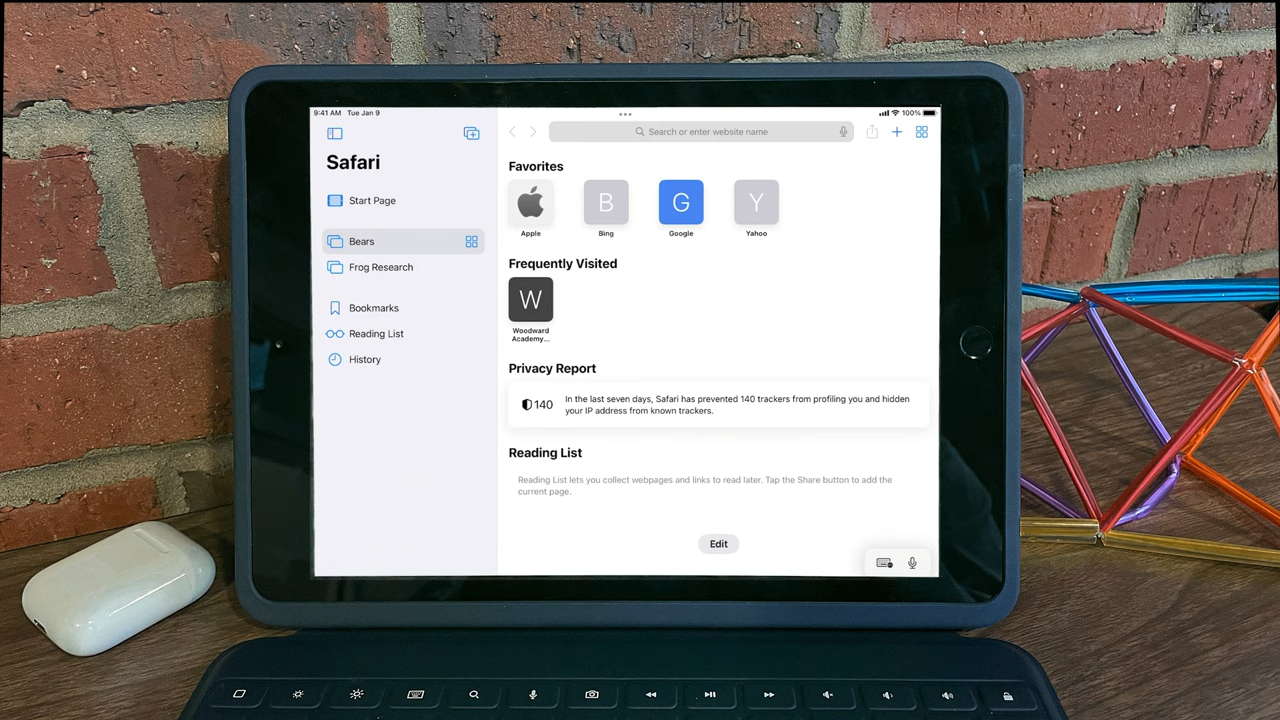 9:41 AM Tue Jan 9
100%
Safari
Start Page
Bears
Frog Research
Bookmarks
Reading List
History
Search or enter website name
Favorites
B
G
Y
Apple
Bing
Google
Yahoo
Frequently Visited
W
Woodward
Academy...
Privacy Report
140
In the last seven days, Safari has prevented 140 trackers from profiling you and hidden
your IP address from known trackers.
Reading List
Reading List lets you collect webpages and links to read later. Tap the Share button to add the
current page.
Edit